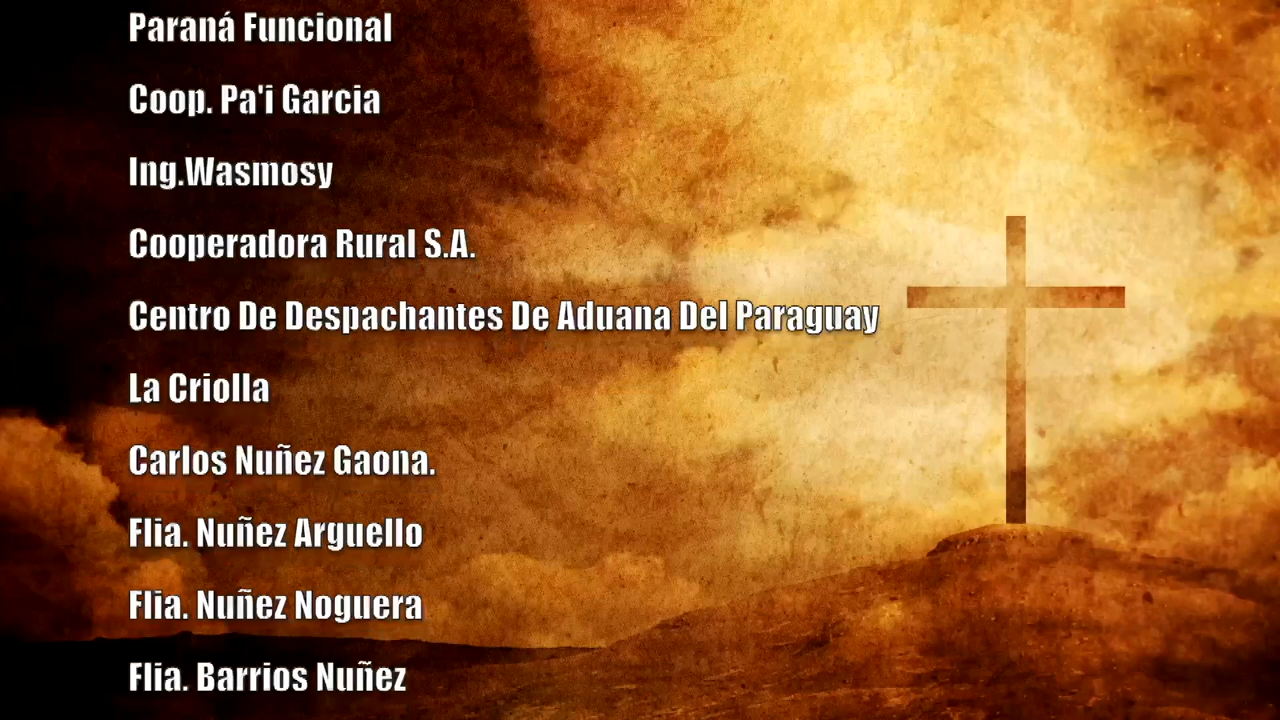 Paraná Funcional
Coop. Pa'i Garcia
Ing.Wasmosy
Cooperadora Rural S.A.
Centro De Despachantes De Aduana Del Paraguay
La Criolla
Carlos Nuñez Gaona.
Flia. Nuñez Arguello
Flia. Nuñez Noguera
Flia. Barrios Nuñez